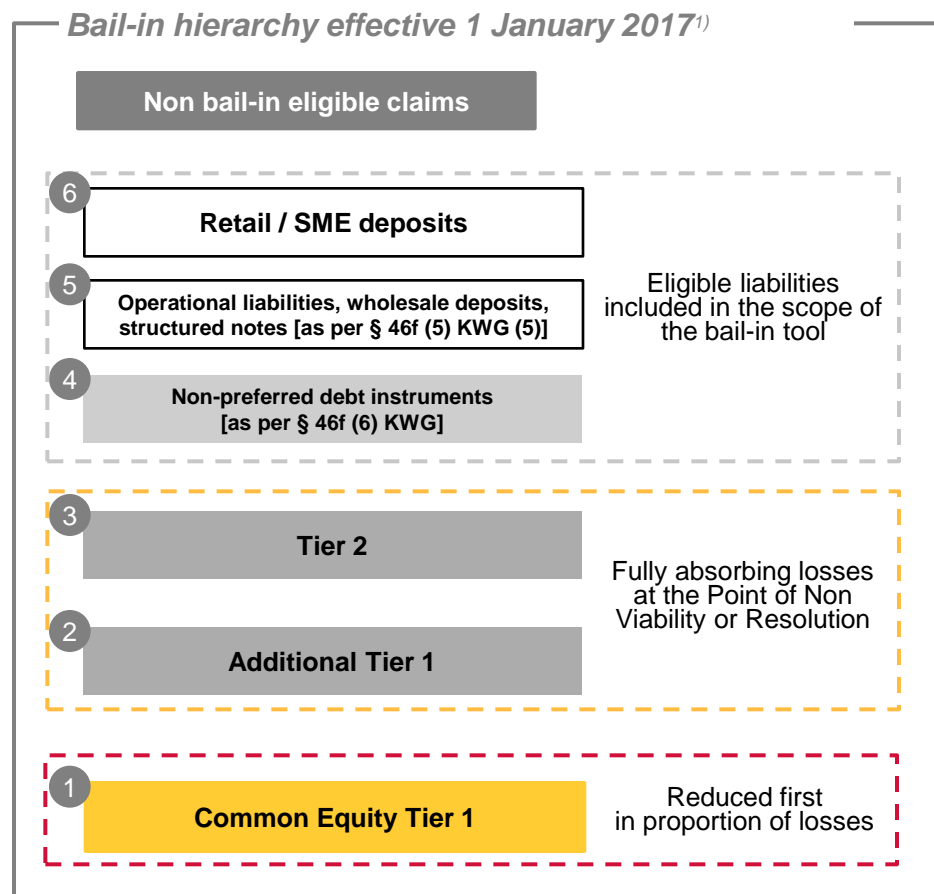 Bail-in hierarchy effective 1 January 2017¹⁾
Non bail-in eligible claims
6
Retail / SME deposits
5
Operational liabilities, wholesale deposits,
structured notes [as per § 46f (5) KWG (5)]
4
Non-preferred debt instruments
[as per § 46f (6) KWG]
Eligible liabilities
included in the scope of
the bail-in tool
3
Tier 2
2
Additional Tier 1
Fully absorbing losses
at the Point of Non
Viability or Resolution
1
Common Equity Tier 1
Reduced first
in proportion of losses